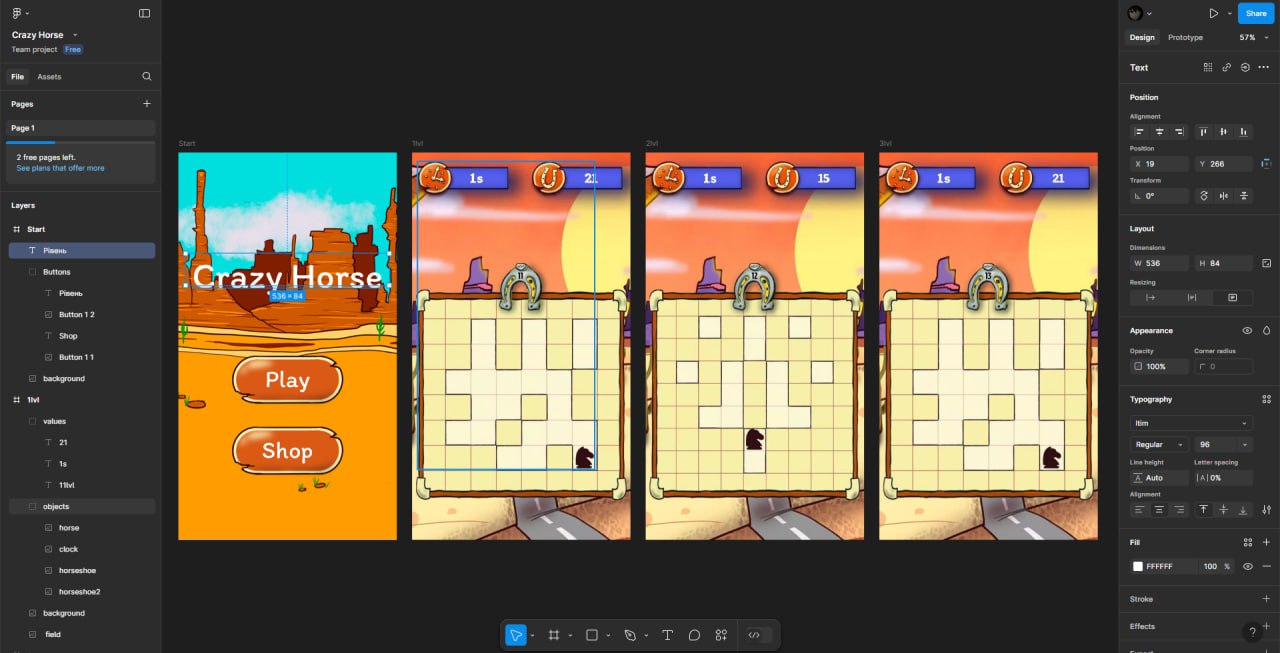 Crazy Horse
Team project Free
File Assets
Pages
Page 1
2 free pages left.
See plans that offer more
Layers
Start
Рівень
Buttons
Рівень
Button 1 2
Shop
Button 1 1
background
1lvl
values
21
1s
11lvl
objects
horse
clock
horseshoe
horseshoe2
background
field
Start
Crazy Horse
536 × 84
Play
Shop
1lvl
1s
21
11
2lvl
1s
15
12
3lvl
1s
21
13
Share
Design Prototype 57%
Text
Position
Alignment
Position
X 19 Y 266
Transform
0°
Layout
Dimensions
W 536 H 84
Resizing
Appearance
Opacity Corner radius
100% 0
Typography
Itim
Regular 96
Line height Letter spacing
Auto |A| 0%
Alignment
Fill
FFFFFF 100 %
Stroke
Effects
?